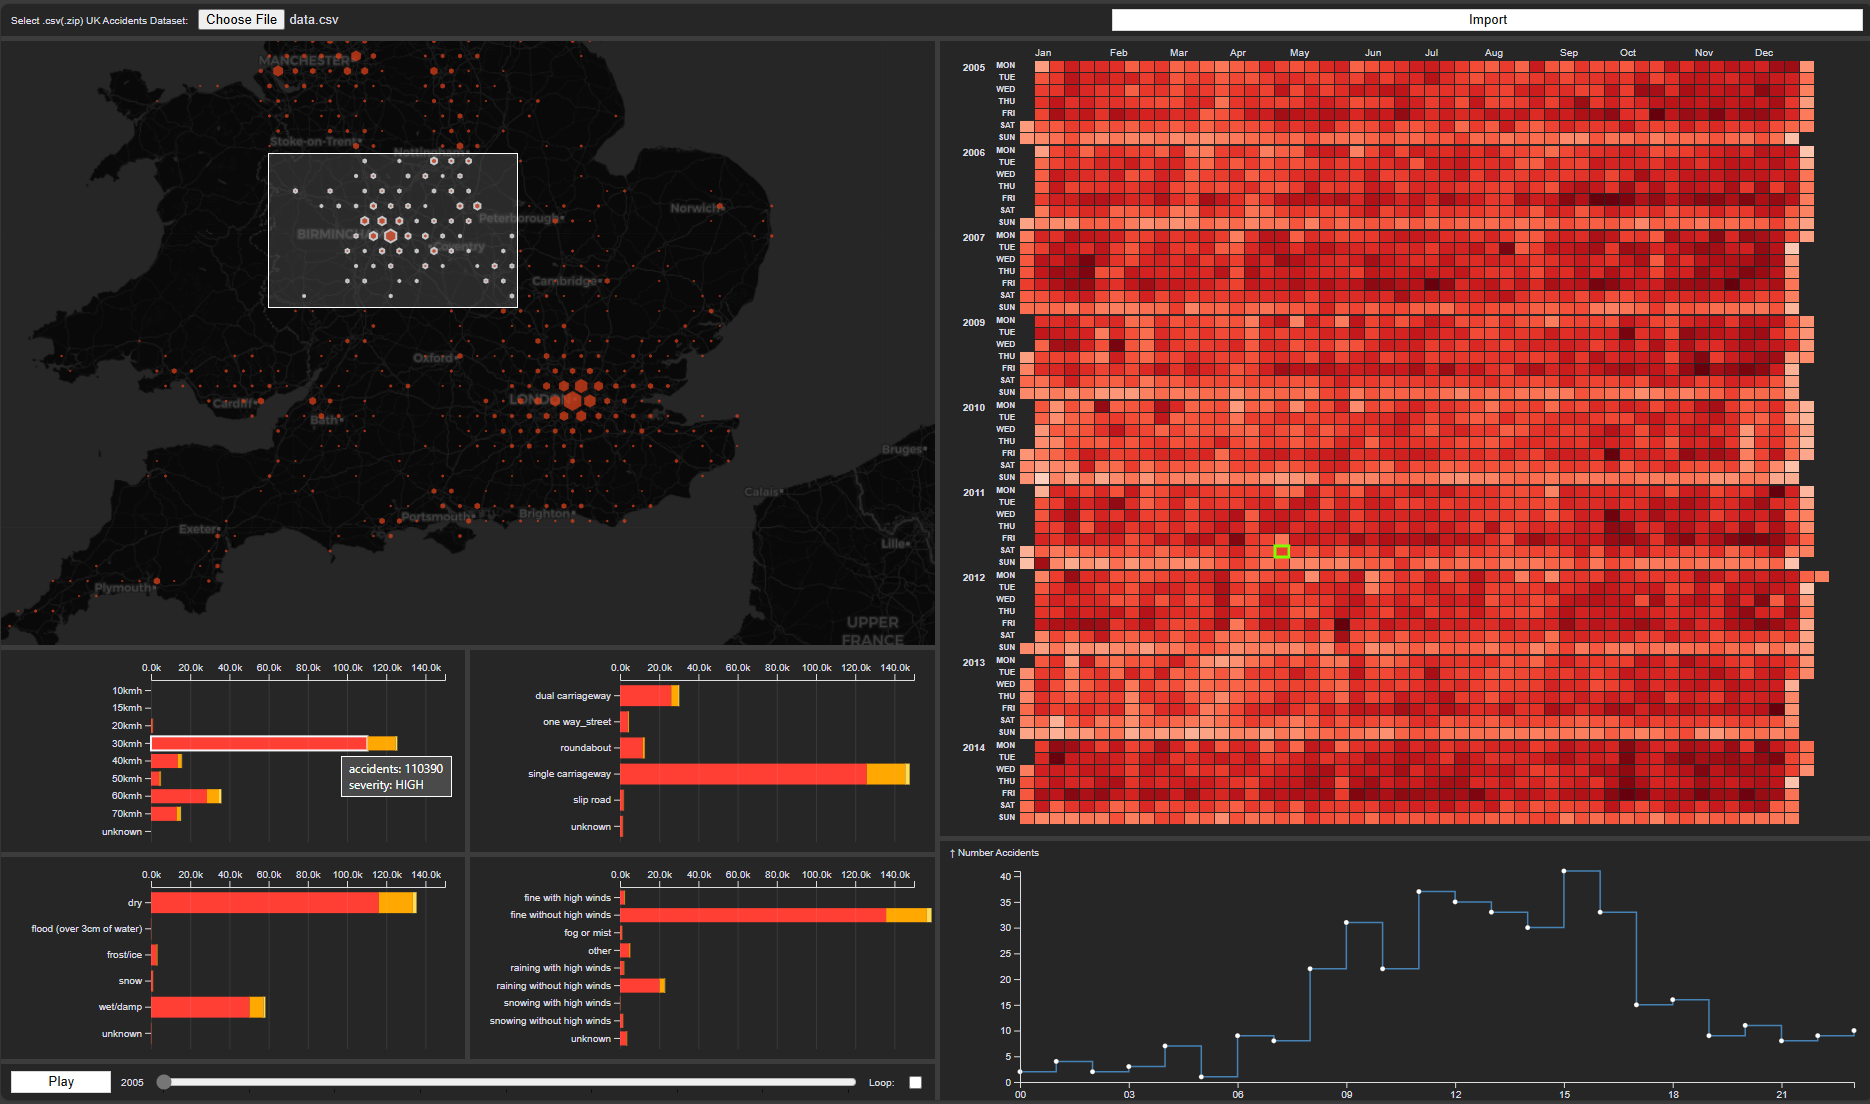 Select .csv(.zip) UK Accidents Dataset: Choose File data.csv
Import
MANCHESTER
Stoke-on-Trent
Nottingham
Norwich
Peterborough
BIRMINGHAM
Coventry
Cambridge
Oxford
LONDON
Cardiff
Bath
Bruges
Calais
Portsmouth
Brighton
Exeter
Lille
Plymouth
UPPER
FRANCE
Jan Feb Mar Apr May Jun Jul Aug Sep Oct Nov Dec
2005 MON
TUE
WED
THU
FRI
SAT
SUN
2006 MON
TUE
WED
THU
FRI
SAT
SUN
2007 MON
TUE
WED
THU
FRI
SAT
SUN
2009 MON
TUE
WED
THU
FRI
SAT
SUN
2010 MON
TUE
WED
THU
FRI
SAT
SUN
2011 MON
TUE
WED
THU
FRI
SAT
SUN
2012 MON
TUE
WED
THU
FRI
SAT
SUN
2013 MON
TUE
WED
THU
FRI
SAT
SUN
2014 MON
TUE
WED
THU
FRI
SAT
SUN
0.0k 20.0k 40.0k 60.0k 80.0k 100.0k 120.0k 140.0k
10kmh
15kmh
20kmh
30kmh
40kmh
50kmh
60kmh
70kmh
unknown
accidents: 110390
severity: HIGH
0.0k 20.0k 40.0k 60.0k 80.0k 100.0k 120.0k 140.0k
dual carriageway
one way_street
roundabout
single carriageway
slip road
unknown
0.0k 20.0k 40.0k 60.0k 80.0k 100.0k 120.0k 140.0k
dry
flood (over 3cm of water)
frost/ice
snow
wet/damp
unknown
0.0k 20.0k 40.0k 60.0k 80.0k 100.0k 120.0k 140.0k
fine with high winds
fine without high winds
fog or mist
other
raining with high winds
raining without high winds
snowing with high winds
snowing without high winds
unknown
↑ Number Accidents
40
35
30
25
20
15
10
5
0
00 03 06 09 12 15 18 21
Play 2005 Loop: